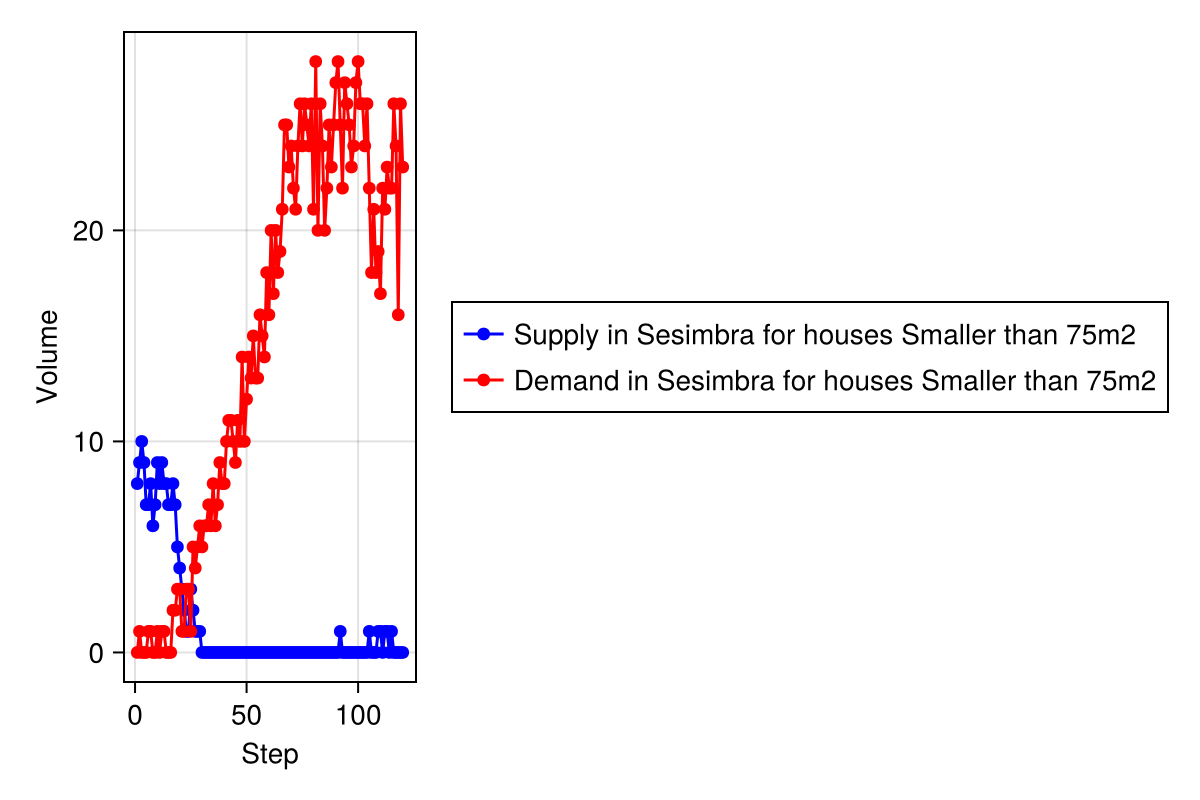 Volume
20
10
0
0 50 100
Step
Supply in Sesimbra for houses Smaller than 75m2
Demand in Sesimbra for houses Smaller than 75m2